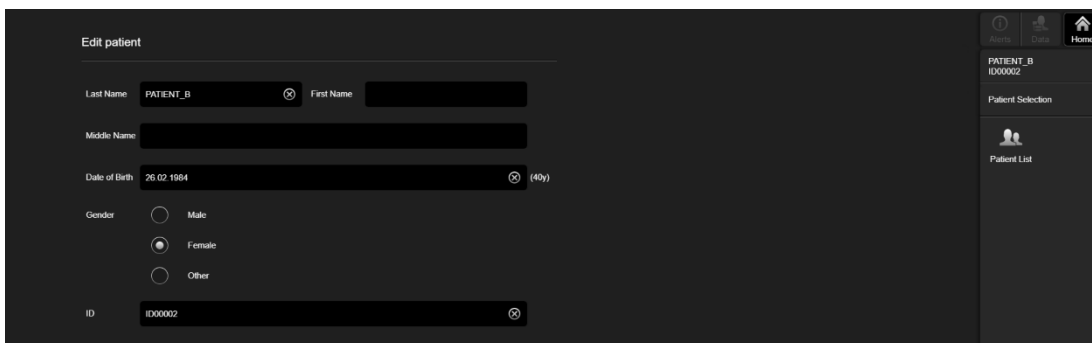 Edit patient
Last Name PATIENT_B First Name
Middle Name
Date of Birth 26.02.1984 (40y)
Gender Male
Female
Other
ID ID00002
Alerts Data Home
PATIENT_B
ID00002
Patient Selection
Patient List